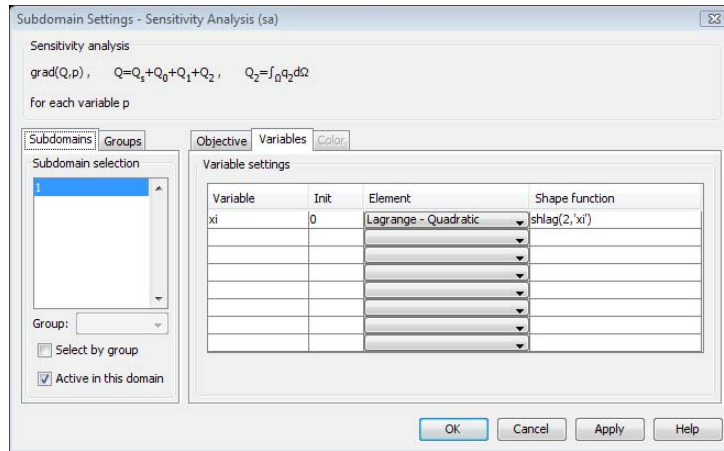 Subdomain Settings - Sensitivity Analysis (sa)
Sensitivity analysis
grad(Q,p) , Q=Qs+Q0+Q1+Q2 , Q2=∫Ωq2dΩ
for each variable p
Subdomains Groups
Subdomain selection
1
Group:
Select by group
Active in this domain
Objective Variables Color
Variable settings
Variable Init Element Shape function
xi 0 Lagrange - Quadratic shlag(2,'xi')
OK Cancel Apply Help